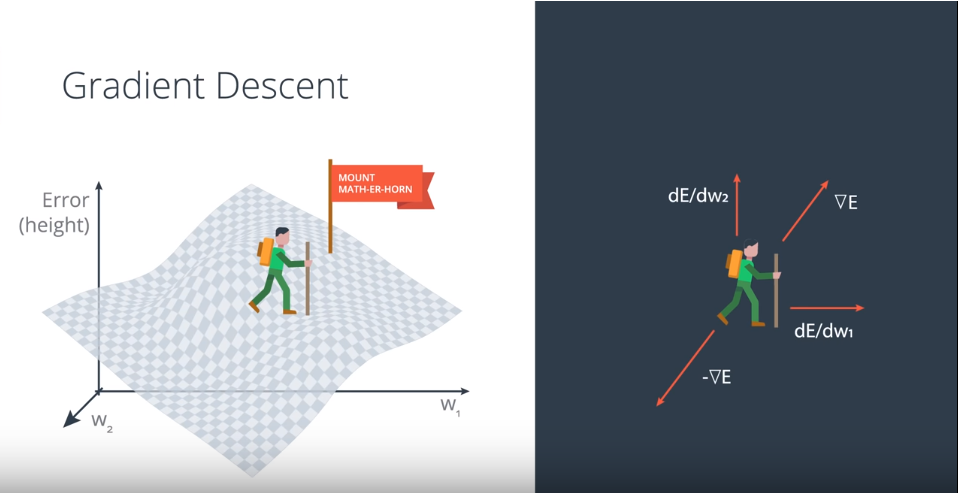 Gradient Descent
MOUNT
MATH-ER-HORN
Error
(height)
W₁
W₂
dE/dw₂
▽E
dE/dw₁
-▽E